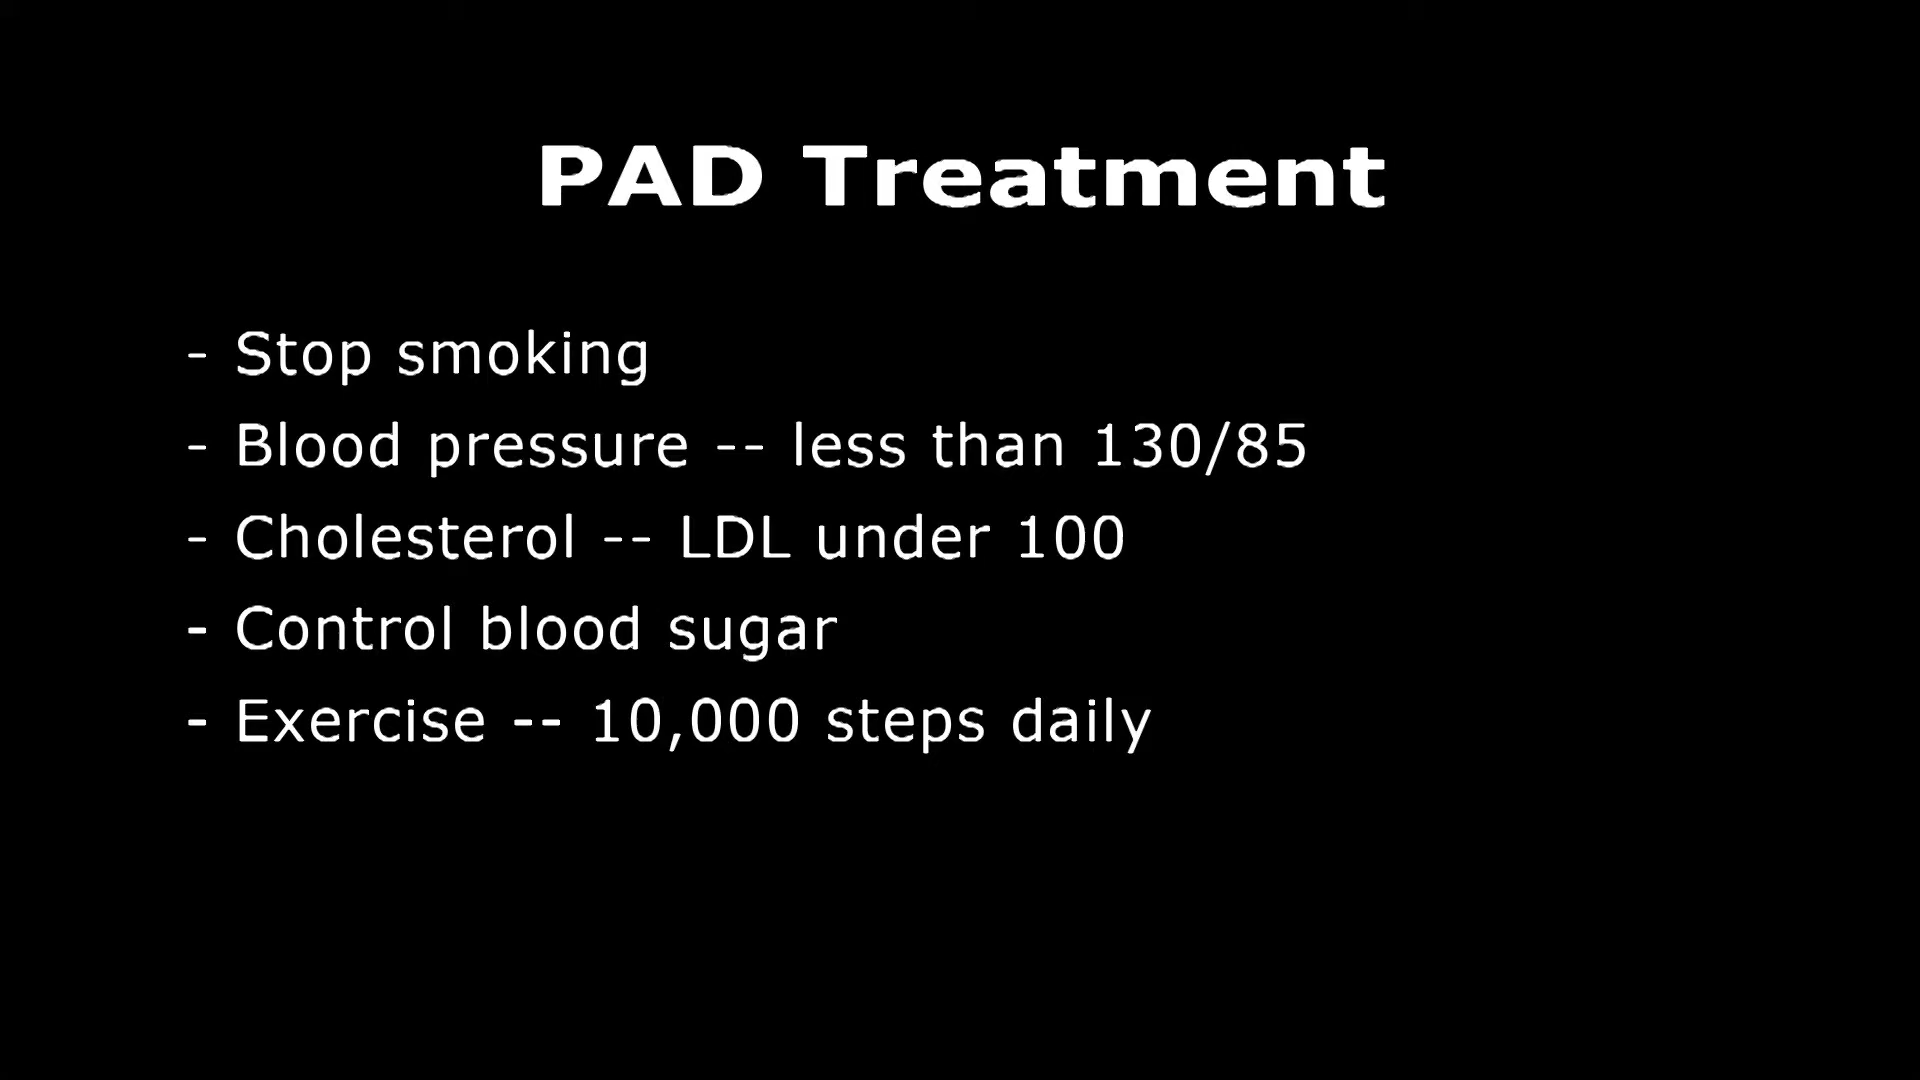 PAD Treatment
- Stop smoking
- Blood pressure -- less than 130/85
- Cholesterol -- LDL under 100
- Control blood sugar
- Exercise -- 10,000 steps daily